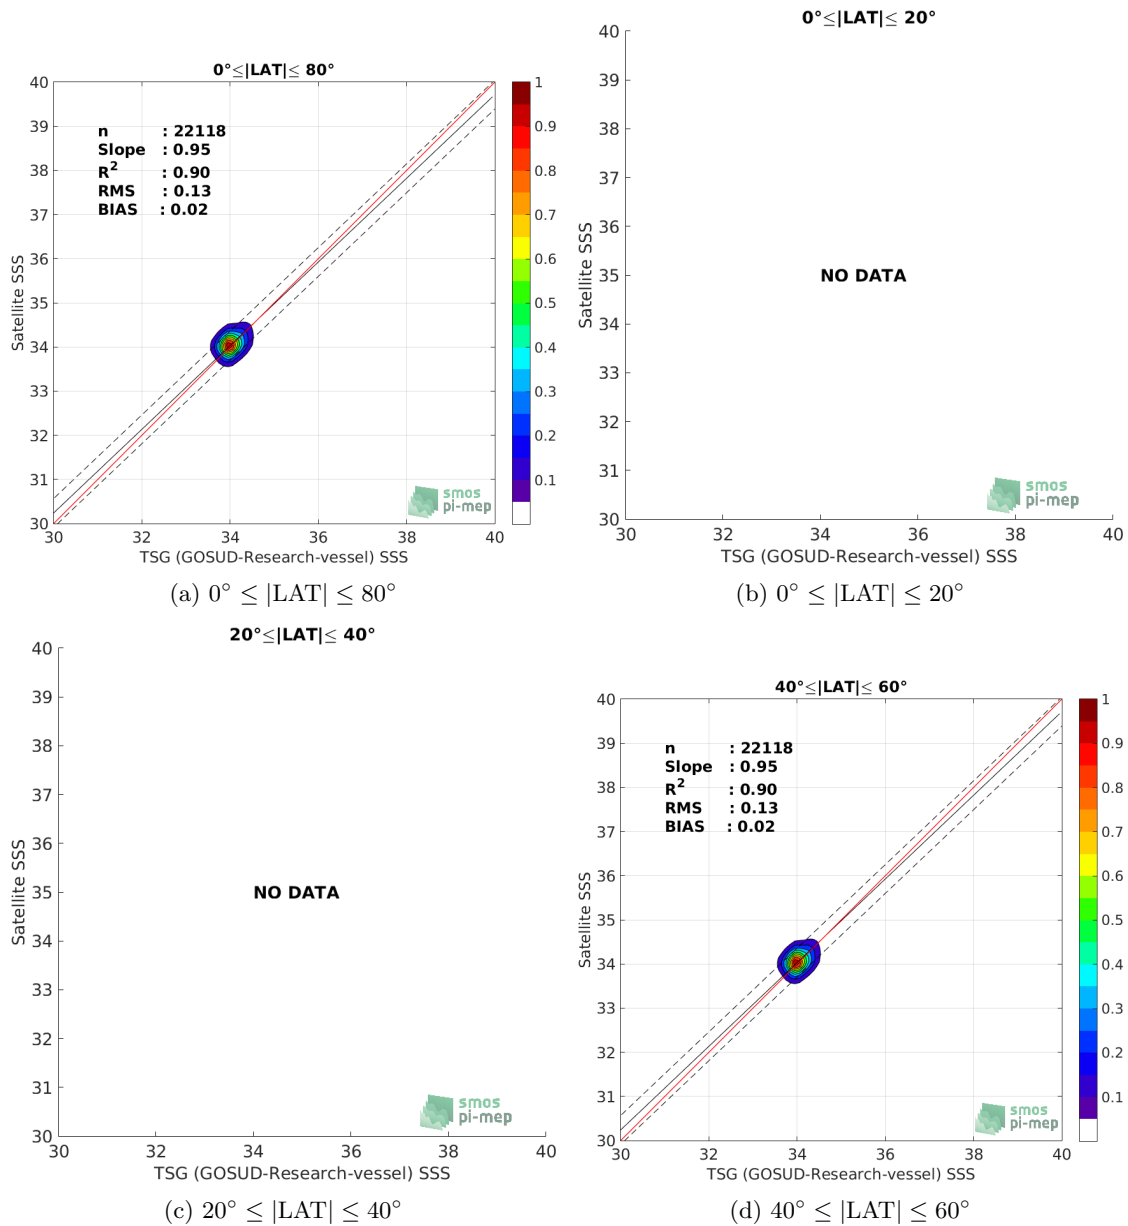 0°≤|LAT|≤ 80°
40
39
38
37
36
35
34
33
32
31
30
n : 22118
Slope : 0.95
R² : 0.90
RMS : 0.13
BIAS : 0.02
Satellite SSS
30 32 34 36 38 40
TSG (GOSUD-Research-vessel) SSS
1
0.9
0.8
0.7
0.6
0.5
0.4
0.3
0.2
0.1
smos
pi-mep
(a) 0° ≤ |LAT| ≤ 80°
0°≤|LAT|≤ 20°
40
39
38
37
36
35
34
33
32
31
30
Satellite SSS
NO DATA
smos
pi-mep
30 32 34 36 38 40
TSG (GOSUD-Research-vessel) SSS
(b) 0° ≤ |LAT| ≤ 20°
20°≤|LAT|≤ 40°
40
39
38
37
36
35
34
33
32
31
30
Satellite SSS
NO DATA
smos
pi-mep
30 32 34 36 38 40
TSG (GOSUD-Research-vessel) SSS
(c) 20° ≤ |LAT| ≤ 40°
40°≤|LAT|≤ 60°
40
39
38
37
36
35
34
33
32
31
30
n : 22118
Slope : 0.95
R² : 0.90
RMS : 0.13
BIAS : 0.02
Satellite SSS
30 32 34 36 38 40
TSG (GOSUD-Research-vessel) SSS
1
0.9
0.8
0.7
0.6
0.5
0.4
0.3
0.2
0.1
smos
pi-mep
(d) 40° ≤ |LAT| ≤ 60°